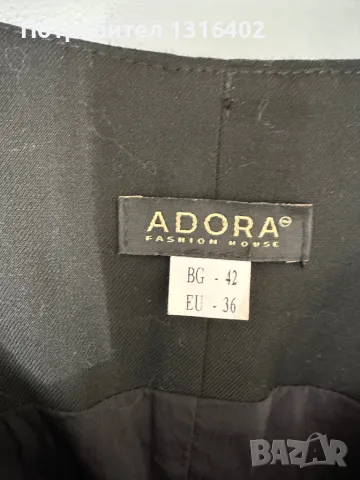 Потребител 1316402
ADORA
FASHION HOUSE
BG - 42
EU - 36
BAZAR